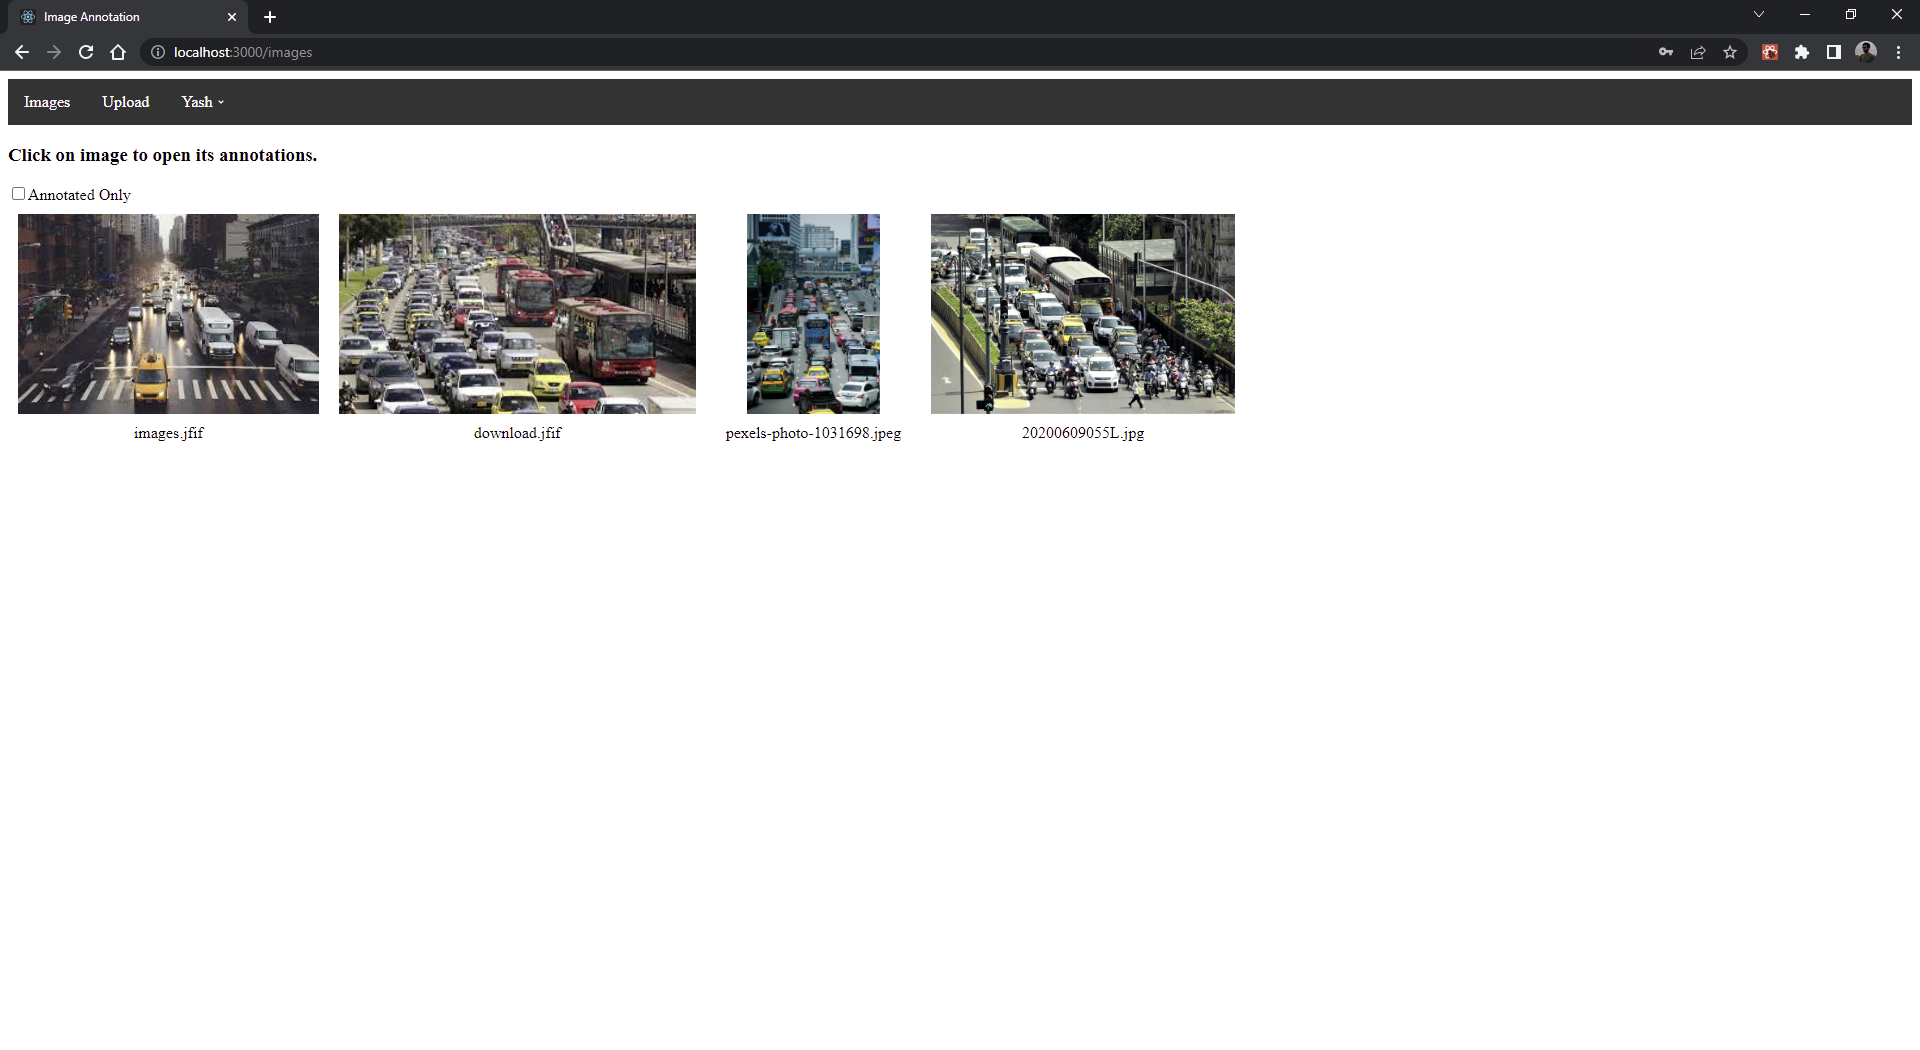 Image Annotation
localhost:3000/images
Images Upload Yash
Click on image to open its annotations.
Annotated Only
images.jfif download.jfif pexels-photo-1031698.jpeg 20200609055L.jpg